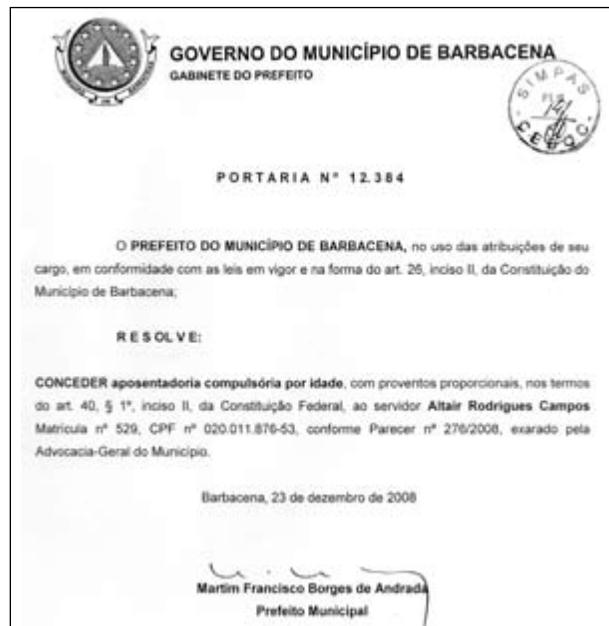 GOVERNO DO MUNICÍPIO DE BARBACENA
GABINETE DO PREFEITO
SIMPAS
CEDOC
PORTARIA Nº 12.384
O PREFEITO DO MUNICÍPIO DE BARBACENA, no uso das atribuições de seu
cargo, em conformidade com as leis em vigor e na forma do art. 26, inciso II, da Constituição do
Município de Barbacena;
RESOLVE:
CONCEDER aposentadoria compulsória por idade, com proventos proporcionais, nos termos
do art. 40, § 1º, inciso II, da Constituição Federal, ao servidor Altair Rodrigues Campos
Matrícula nº 529, CPF nº 020.011.876-53, conforme Parecer nº 276/2008, exarado pela
Advocacia-Geral do Município.
Barbacena, 23 de dezembro de 2008
Martim Francisco Borges de Andrada
Prefeito Municipal